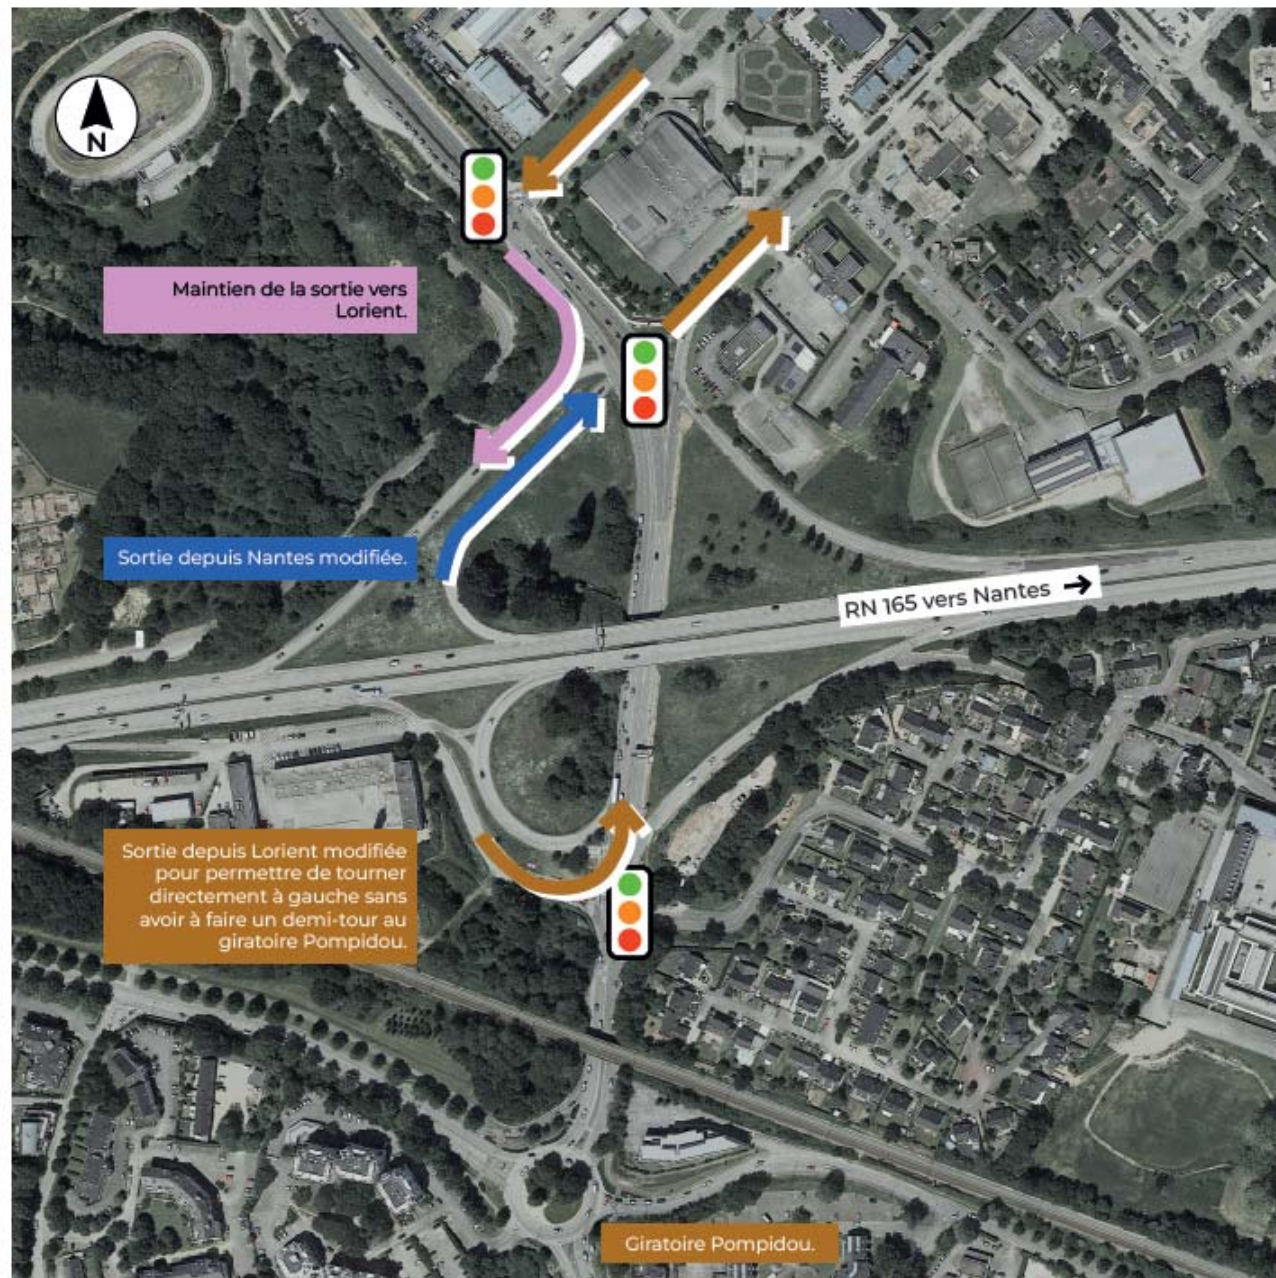 N
Maintien de la sortie vers
Lorient.
Sortie depuis Nantes modifiée.
RN 165 vers Nantes →
Sortie depuis Lorient modifiée
pour permettre de tourner
directement à gauche sans
avoir à faire un demi-tour au
giratoire Pompidou.
Giratoire Pompidou.